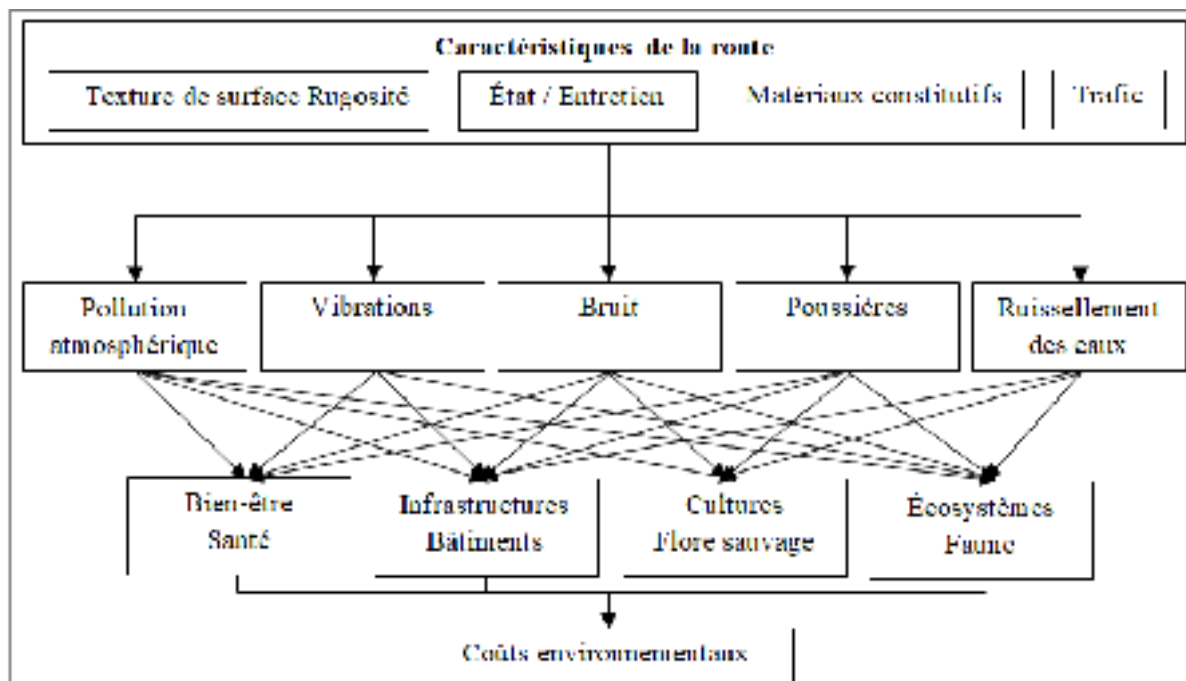 Caractéristiques de la route
Texture de surface Rugosité État / Entretien Matériaux constitutifs Trafic
Pollution Vibrations Bruit Poussières Ruissellement
atmosphérique des eaux
Bien-être Infrastructures Cultures Écosystèmes
Santé Bâtiments Flore sauvage Faune
Coûts environnementaux